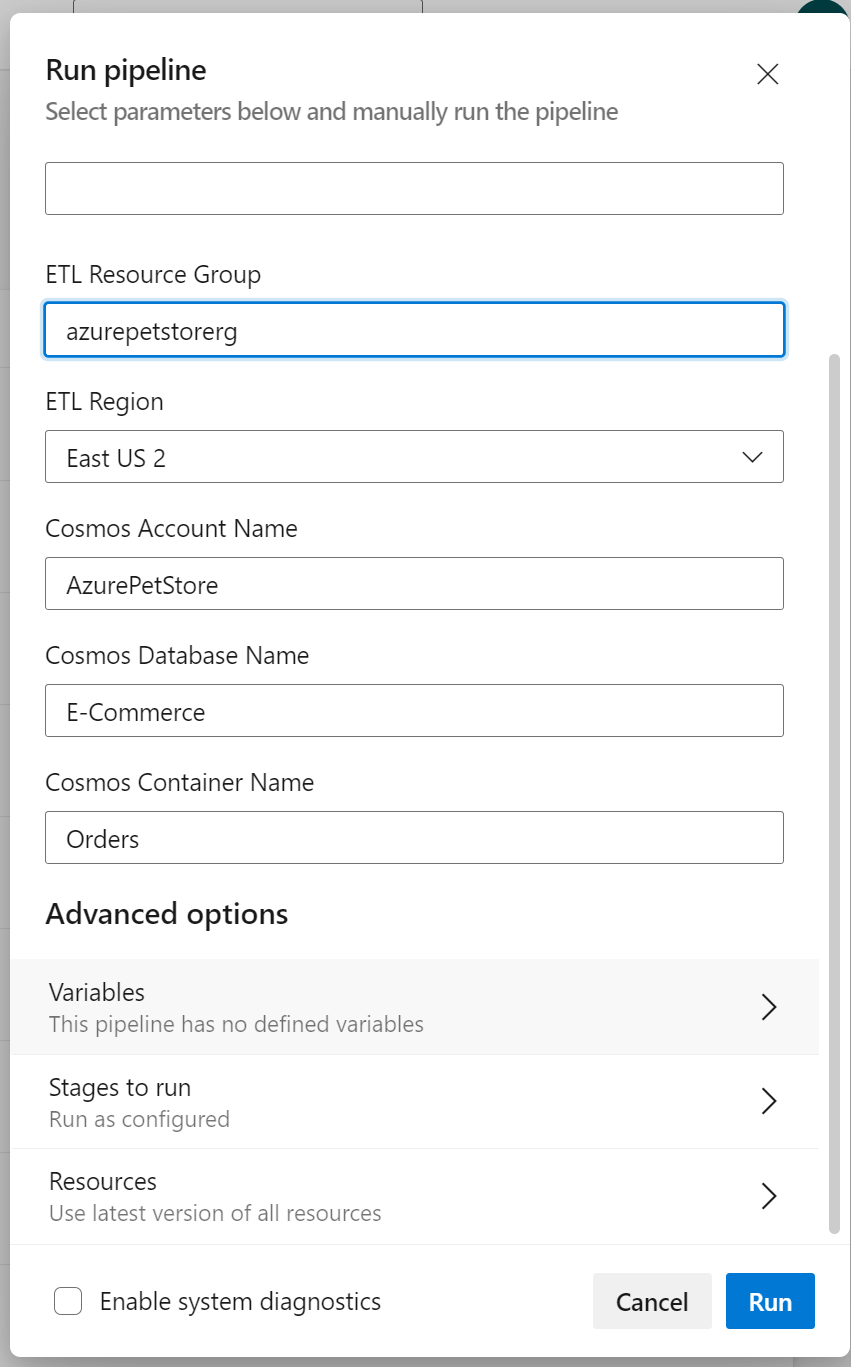 Run pipeline
Select parameters below and manually run the pipeline
ETL Resource Group
azurepetstorerg
ETL Region
East US 2
Cosmos Account Name
AzurePetStore
Cosmos Database Name
E-Commerce
Cosmos Container Name
Orders
Advanced options
Variables
This pipeline has no defined variables
Stages to run
Run as configured
Resources
Use latest version of all resources
Enable system diagnostics
Cancel
Run